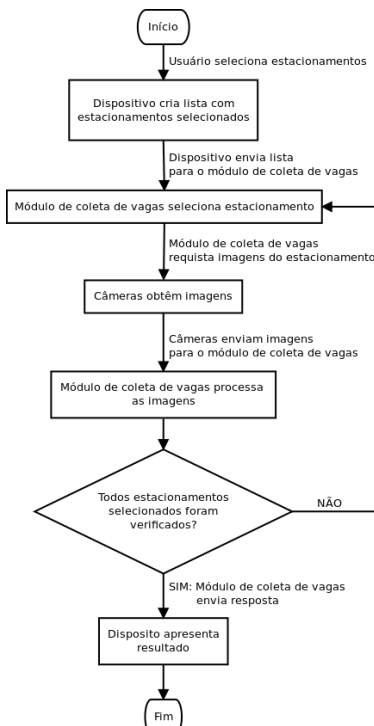 Início
Usuário seleciona estacionamentos
Dispositivo cria lista com
estacionamentos selecionados
Dispositivo envia lista
para o módulo de coleta de vagas
Módulo de coleta de vagas seleciona estacionamento
Módulo de coleta de vagas
requista imagens do estacionamento
Câmeras obtêm imagens
Câmeras enviam imagens
para o módulo de coleta de vagas
Módulo de coleta de vagas processa
as imagens
Todos estacionamentos
selecionados foram
verificados?
NÃO
SIM: Módulo de coleta de vagas
envia resposta
Disposito apresenta
resultado
Fim